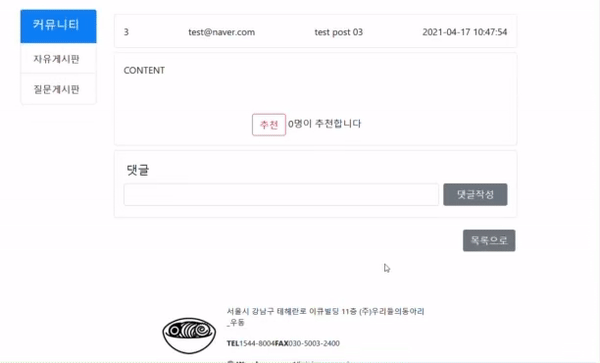 커뮤니티
자유게시판
질문게시판
3 test@naver.com test post 03 2021-04-17 10:47:54
CONTENT
추천 0명이 추천합니다
댓글
댓글작성
목록으로
서울시 강남구 테헤란로 이큐빌딩 11층 (주)우리들의동아리
_우동
TEL1544-8004FAX030-5003-2400